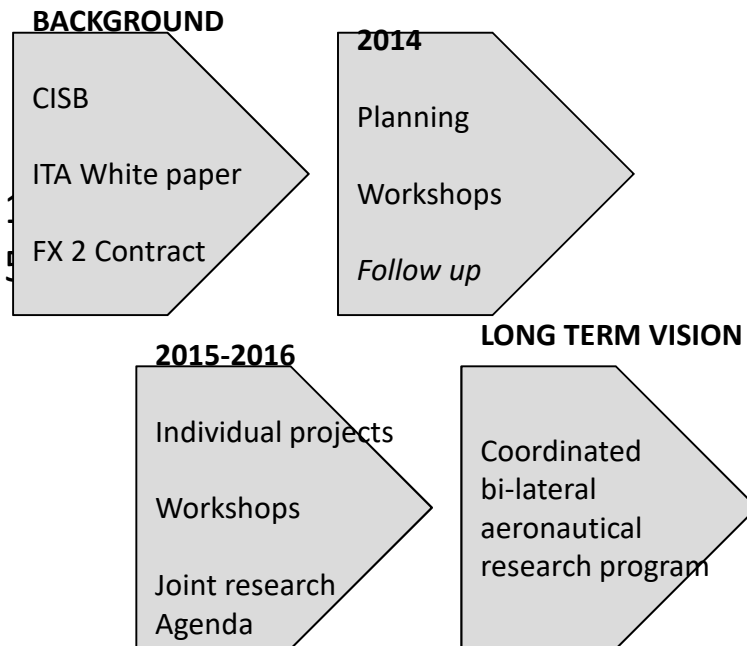 BACKGROUND
CISB
ITA White paper
FX 2 Contract
2014
Planning
Workshops
Follow up
2015-2016
Individual projects
Workshops
Joint research
Agenda
LONG TERM VISION
Coordinated
bi-lateral
aeronautical
research program